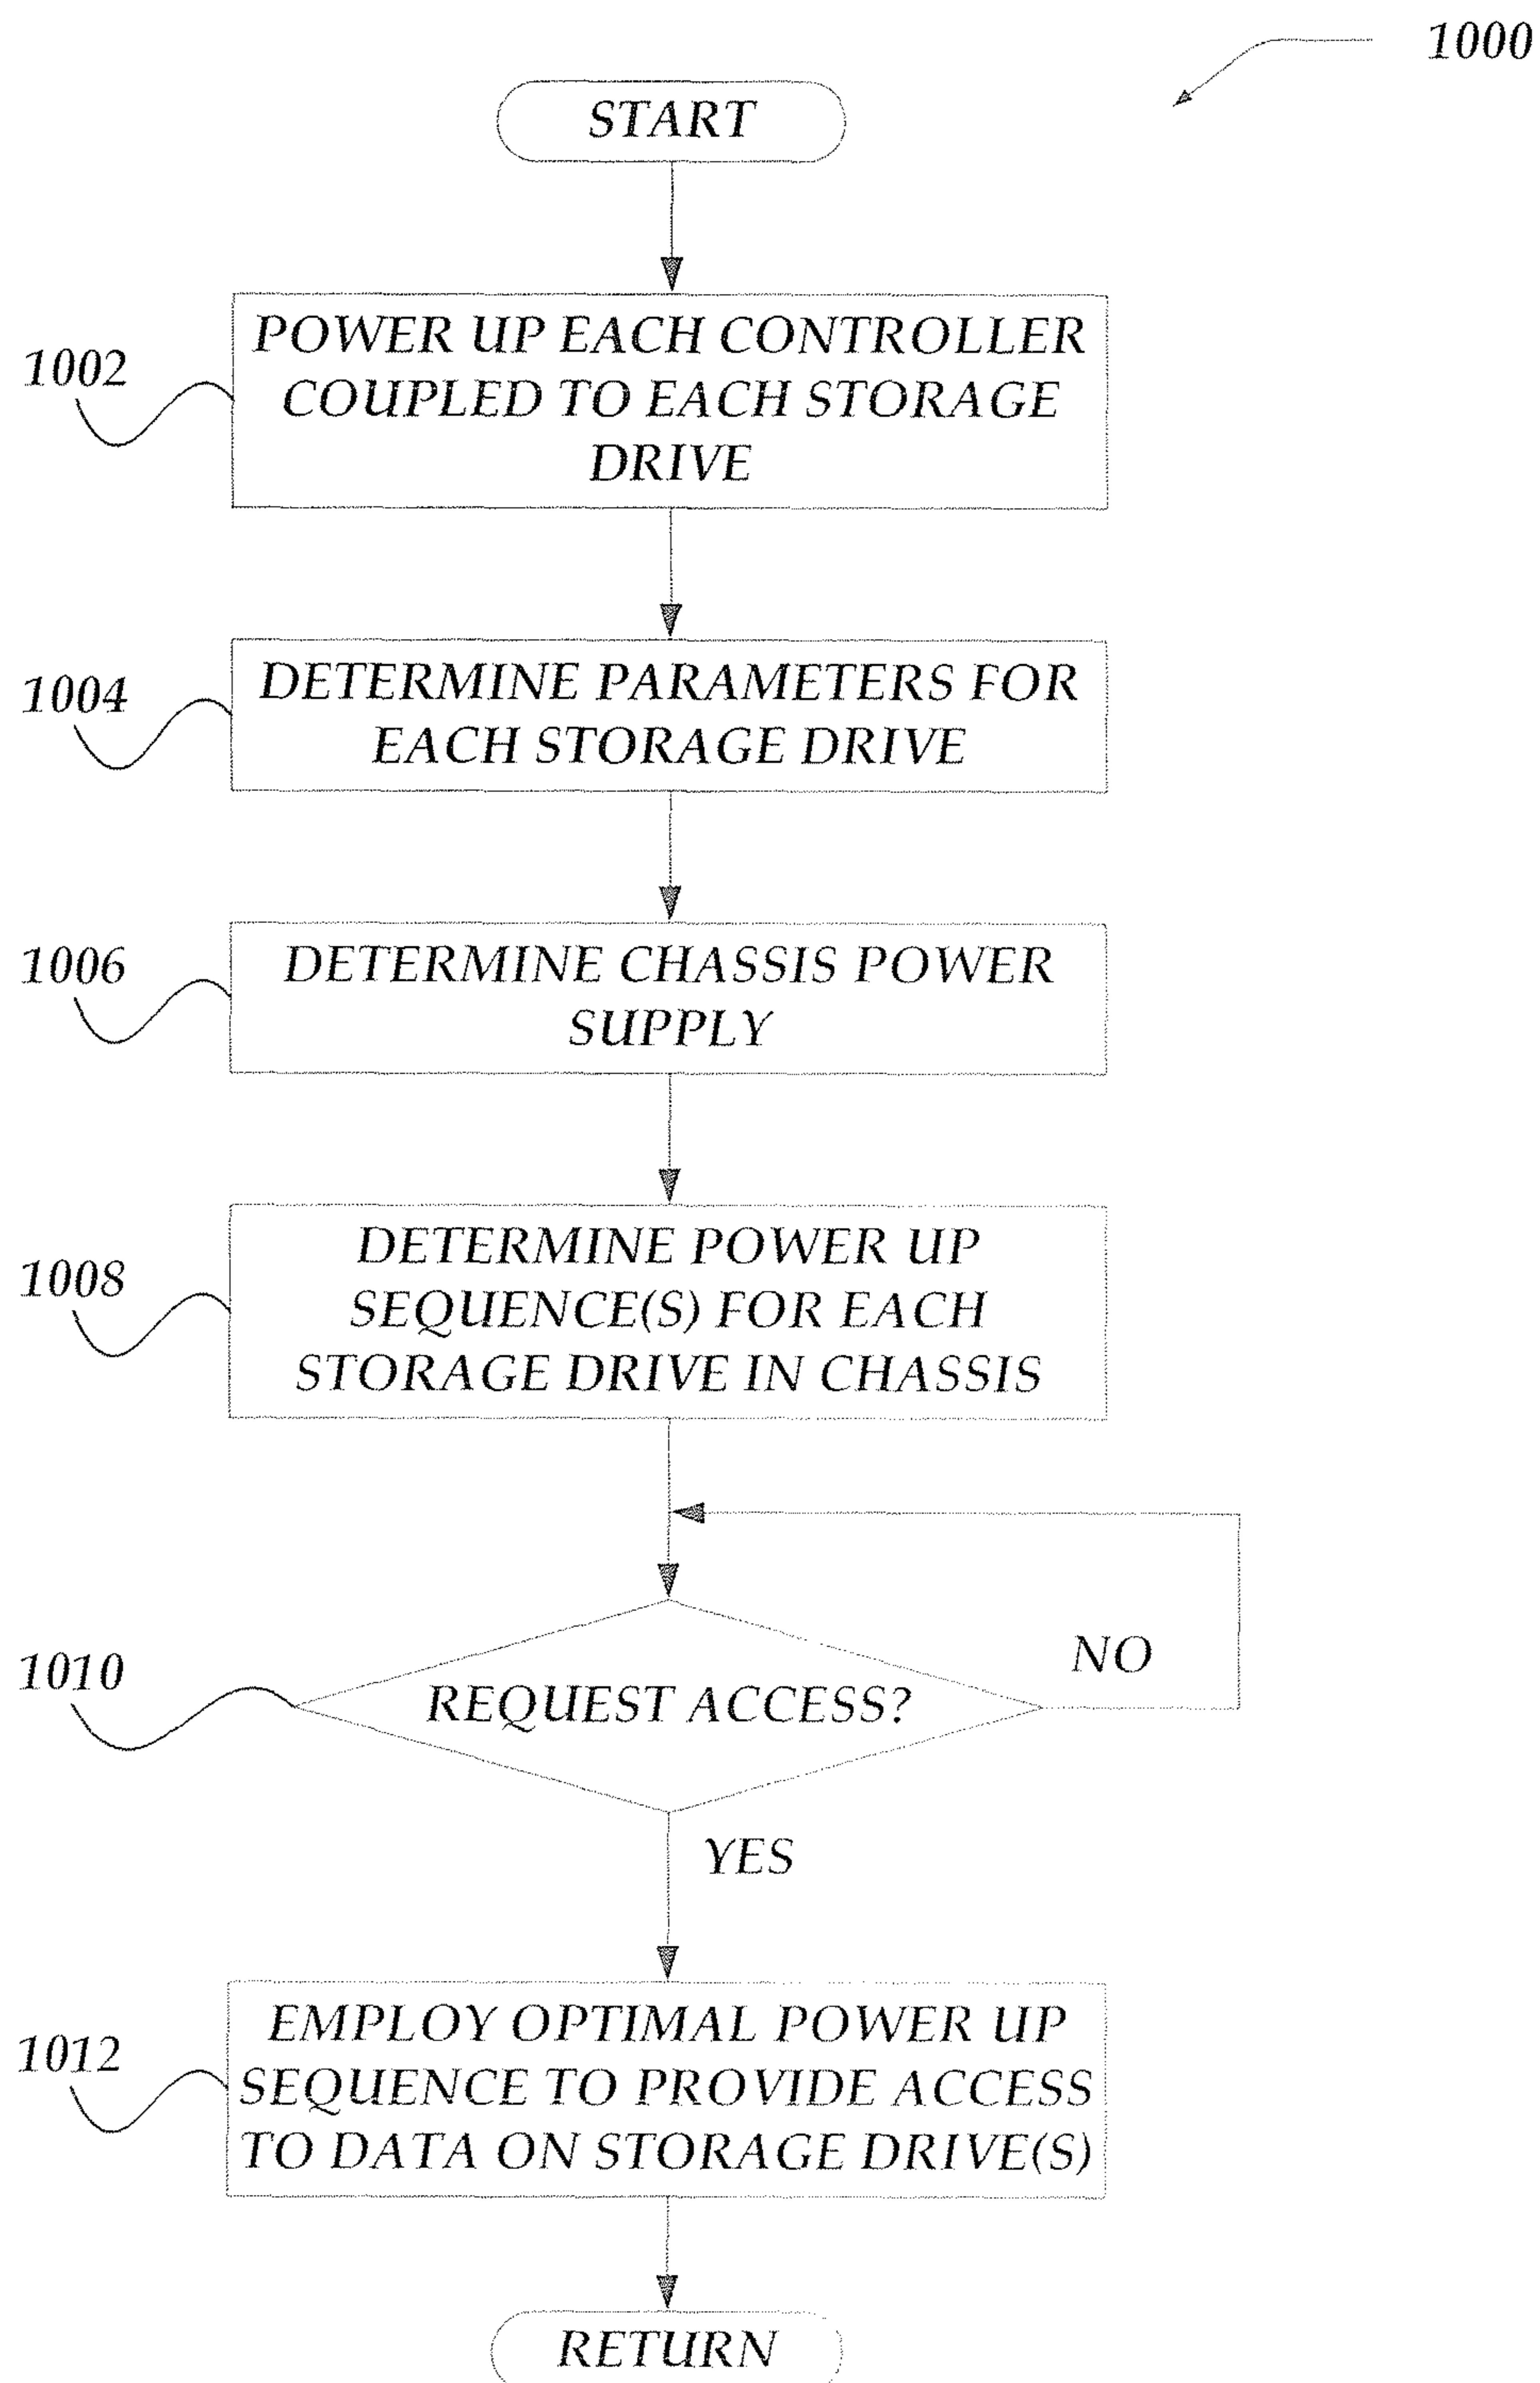 1000
START
1002
POWER UP EACH CONTROLLER
COUPLED TO EACH STORAGE
DRIVE
1004
DETERMINE PARAMETERS FOR
EACH STORAGE DRIVE
1006
DETERMINE CHASSIS POWER
SUPPLY
1008
DETERMINE POWER UP
SEQUENCE(S) FOR EACH
STORAGE DRIVE IN CHASSIS
1010
REQUEST ACCESS?
NO
YES
1012
EMPLOY OPTIMAL POWER UP
SEQUENCE TO PROVIDE ACCESS
TO DATA ON STORAGE DRIVE(S)
RETURN